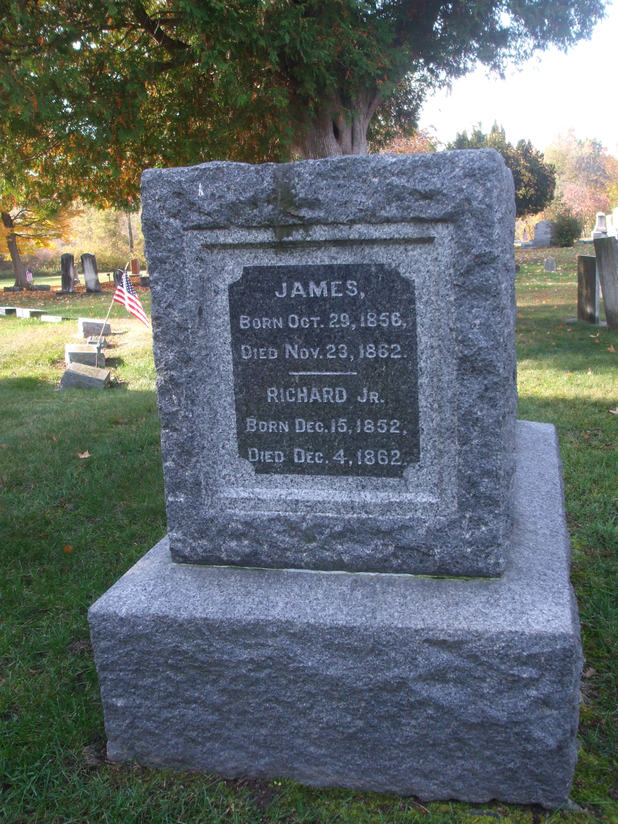 JAMES,
BORN OCT. 29, 1856,
DIED NOV. 23, 1862.
RICHARD JR.
BORN DEC. 15, 1852,
DIED DEC. 4, 1862.